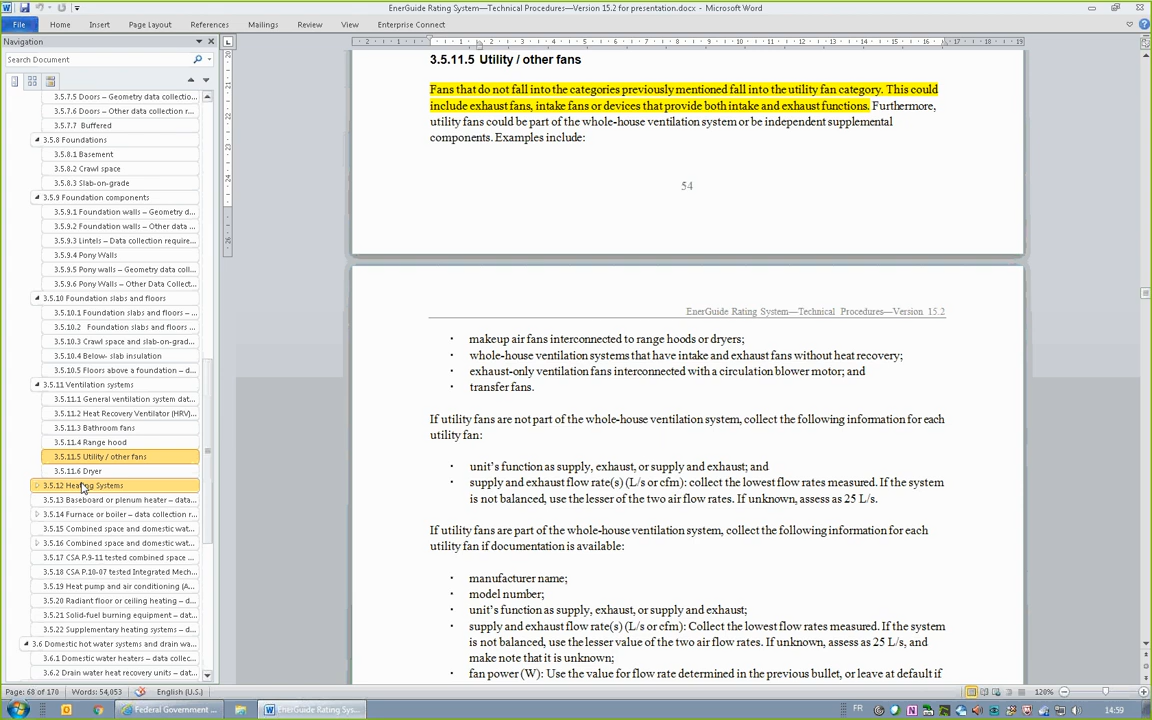 EnerGuide Rating System—Technical Procedures—Version 15.2 for presentation.docx - Microsoft Word
File Home Insert Page Layout References Mailings Review View Enterprise Connect
Navigation
Search Document
3.5.7.5 Doors – Geometry data collection...
3.5.7.6 Doors – Other data collection r...
3.5.7.7 Buffered
3.5.8 Foundations
3.5.8.1 Basement
3.5.8.2 Crawl space
3.5.8.3 Slab-on-grade
3.5.9 Foundation components
3.5.9.1 Foundation walls – Geometry d...
3.5.9.2 Foundation walls – Other data ...
3.5.9.3 Lintels – Data collection require...
3.5.9.4 Pony Walls
3.5.9.5 Pony walls – Geometry data coll...
3.5.9.6 Pony walls – Other Data Collect...
3.5.10 Foundation slabs and floors
3.5.10.1 Foundation slabs and floors – ...
3.5.10.2 Foundation slabs and floors ...
3.5.10.3 Crawl space and slab-on-grad...
3.5.10.4 Below- slab insulation
3.5.10.5 Floors above a foundation – d...
3.5.11 Ventilation systems
3.5.11.1 General ventilation system dat...
3.5.11.2 Heat Recovery Ventilator (HRV)...
3.5.11.3 Bathroom fans
3.5.11.4 Range hood
3.5.11.5 Utility / other fans
3.5.11.6 Dryer
3.5.12 Heating Systems
3.5.13 Baseboard or plenum heater – data...
3.5.14 Furnace or boiler – data collection r...
3.5.15 Combined space and domestic wat...
3.5.16 Combined space and domestic wat...
3.5.17 CSA P.9-11 tested combined space ...
3.5.18 CSA P.10-07 tested Integrated Mech...
3.5.19 Heat pump and air conditioning (A...
3.5.20 Radiant floor or ceiling heating – d...
3.5.21 Solid-fuel burning equipment – dat...
3.5.22 Supplementary heating systems – d...
3.6 Domestic hot water systems and drain wa...
3.6.1 Domestic water heaters – data collec...
3.6.2 Drain water heat recovery units – dat...
3.5.11.5 Utility / other fans
Fans that do not fall into the categories previously mentioned fall into the utility fan category. This could
include exhaust fans, intake fans or devices that provide both intake and exhaust functions. Furthermore,
utility fans could be part of the whole-house ventilation system or be independent supplemental
components. Examples include:
54
EnerGuide Rating System—Technical Procedures—Version 15.2
· makeup air fans interconnected to range hoods or dryers;
· whole-house ventilation systems that have intake and exhaust fans without heat recovery;
· exhaust-only ventilation fans interconnected with a circulation blower motor; and
· transfer fans.
If utility fans are not part of the whole-house ventilation system, collect the following information for each
utility fan:
· unit's function as supply, exhaust, or supply and exhaust; and
· supply and exhaust flow rate(s) (L/s or cfm): collect the lowest flow rates measured. If the system
is not balanced, use the lesser of the two air flow rates. If unknown, assess as 25 L/s.
If utility fans are part of the whole-house ventilation system, collect the following information for each
utility fan if documentation is available:
· manufacturer name;
· model number;
· unit's function as supply, exhaust, or supply and exhaust;
· supply and exhaust flow rate(s) (L/s or cfm): Collect the lowest flow rates measured. If the system
is not balanced, use the lesser value of the two air flow rates. If unknown, assess as 25 L/s, and
make note that it is unknown;
· fan power (W): Use the value for flow rate determined in the previous bullet, or leave at default if
Page: 68 of 170 Words: 54,053 English (U.S.) 120%
Federal Government ... EnerGuide Rating Sys... FR 14:59